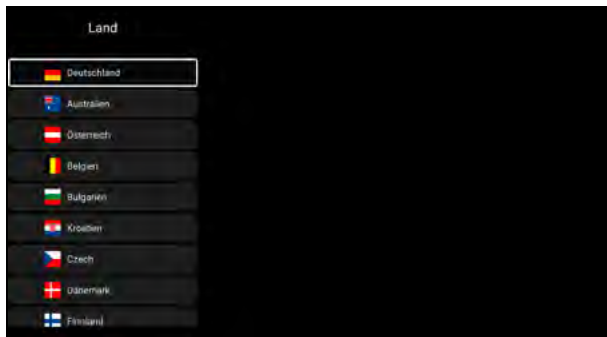 Land
Deutschland
Australien
Österreich
Belgien
Bulgarien
Kroatien
Czech
Dänemark
Finnland